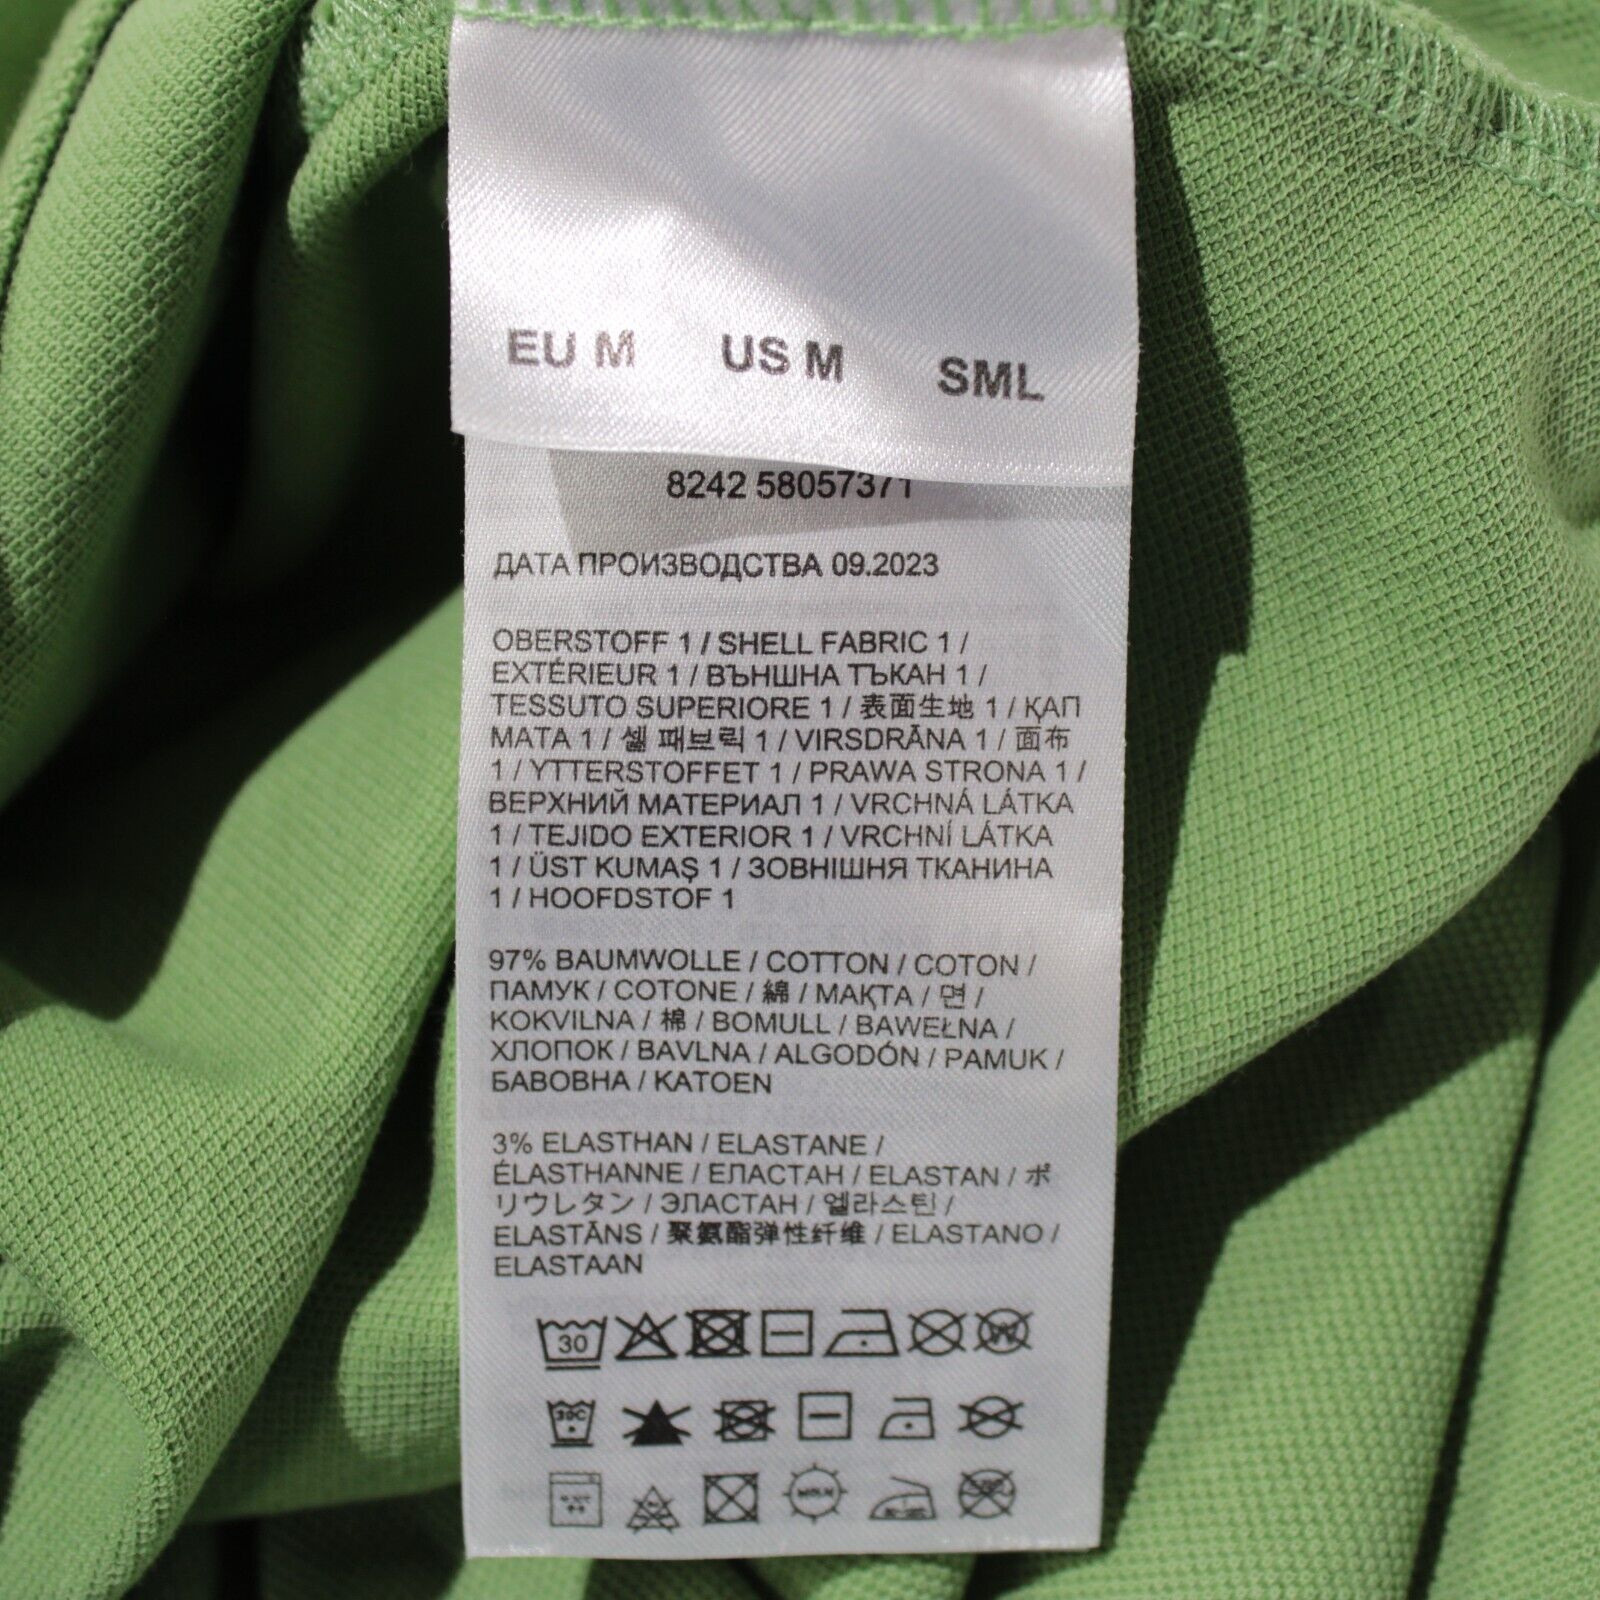 EU M US M SML
8242 58057371
ДАТА ПРОИЗВОДСТВА 09.2023
OBERSTOFF 1 / SHELL FABRIC 1 /
EXTÉRIEUR 1 / ВЪНШНА ТЪКАН 1 /
TESSUTO SUPERIORE 1 / 表面生地 1 / ҚАП
МАТА 1 / 셸 패브릭 1 / VIRSDRĀNA 1 / 面布
1 / YTTERSTOFFET 1 / PRAWA STRONA 1 /
ВЕРХНИЙ МАТЕРИАЛ 1 / VRCHNÁ LÁTKA
1 / TEJIDO EXTERIOR 1 / VRCHNÍ LÁTKA
1 / ÜST KUMAŞ 1 / ЗОВНІШНЯ ТКАНИНА
1 / HOOFDSTOF 1
97% BAUMWOLLE / COTTON / COTON /
ПАМУК / COTONE / 綿 / МАҚТА / 면 /
KOKVILNA / 棉 / BOMULL / BAWEŁNA /
ХЛОПОК / BAVLNA / ALGODÓN / PAMUK /
БАВОВНА / KATOEN
3% ELASTHAN / ELASTANE /
ÉLASTHANNE / ЕЛАСТАН / ELASTAN / ポ
リウレタン / ЭЛАСТАН / 엘라스틴 /
ELASTĀNS / 聚氨酯弹性纤维 / ELASTANO /
ELASTAAN
30 W
30C